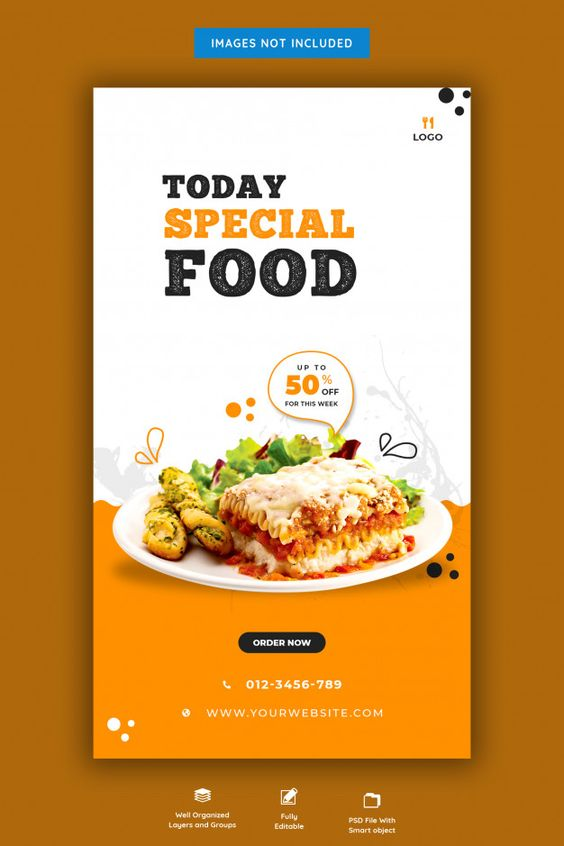 IMAGES NOT INCLUDED
LOGO
TODAY
SPECIAL
FOOD
UP TO
50% OFF
FOR THIS WEEK
ORDER NOW
012-3456-789
WWW.YOURWEBSITE.COM
Well Organized
Layers and Groups
Fully
Editable
PSD File With
Smart object